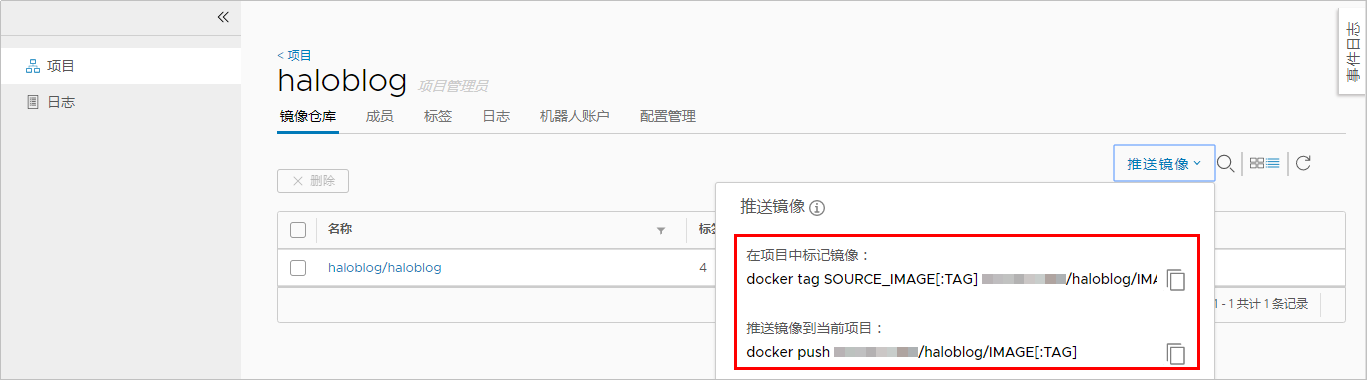 项目
日志
< 项目
haloblog 项目管理员
镜像仓库 成员 标签 日志 机器人账户 配置管理
事件日志
推送镜像
× 删除
推送镜像
名称 标签
haloblog/haloblog 4
在项目中标记镜像：
docker tag SOURCE_IMAGE[:TAG] /haloblog/IMA
1 - 1 共计 1 条记录
推送镜像到当前项目：
docker push /haloblog/IMAGE[:TAG]